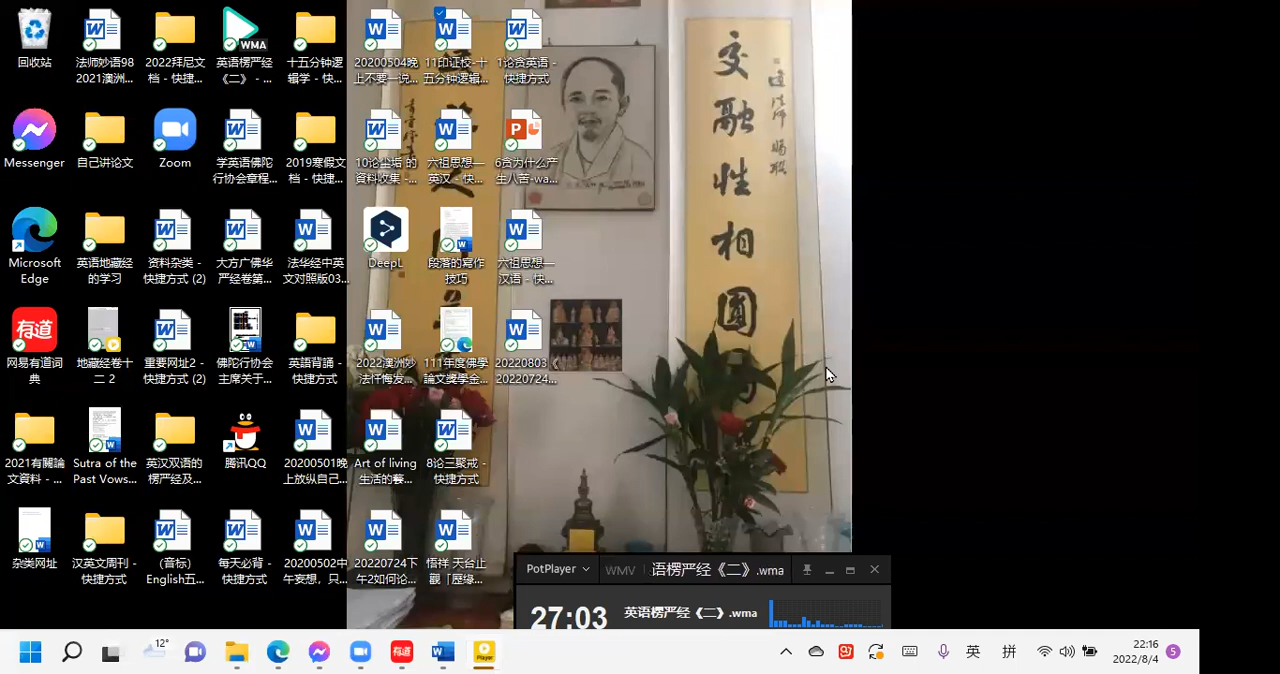 回收站
法师妙语98
2021澳洲...
2022拜尼文
档 - 快捷...
WMA
英语楞严经
《二》 - ...
十五分钟逻
辑学 - 快...
20200504晚
上不要一说...
11印证校-十
五分钟逻辑...
1论贪英语 -
快捷方式
Messenger
自己讲论文
Zoom
学英语佛陀
行协会章程...
2019寒假文
档 - 快捷...
10论尘垢 的
資料收集 -...
六祖思想—
英汉 - 快...
6贪为什么产
生八苦-wa...
Microsoft
Edge
英语地藏经
的学习
资料杂类 -
快捷方式 (2)
大方广佛华
严经卷第...
法华经中英
文对照版03...
DeepL
段落的寫作
技巧
六祖思想—
汉语 - 快...
有道
网易有道词
典
地藏经卷十
二 2
重要网址2 -
快捷方式 (2)
佛陀行协会
主席关于...
英語背誦 -
快捷方式
2022澳洲妙
法忏悔发...
111年度佛學
論文獎學金...
20220803《
20220724...
2021有關論
文資料 - ...
Sutra of the
Past Vows...
英汉双语的
楞严经及...
腾讯QQ
20200501晚
上放纵自己...
Art of living
生活的藝...
8论三聚戒 -
快捷方式
杂类网址
汉英文周刊 -
快捷方式
（音标）
English五...
每天必背 -
快捷方式
20200502中
午妄想，只...
20220724下
午2如何论...
悟祥 天台止
觀「歷缘...
交融性相圆
PotPlayer
WMV
语楞严经《二》.wma
27:03
英语楞严经《二》.wma
12°
有道
Player
英
拼
22:16
2022/8/4
5